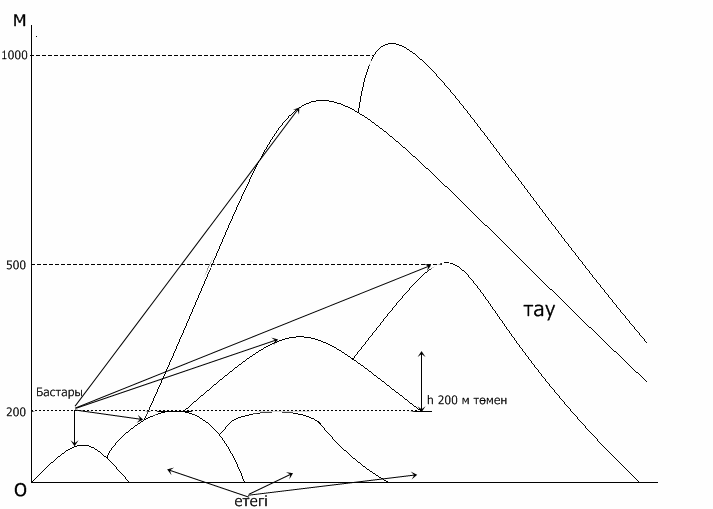 М
1000
500
тау
Бастары
200
h 200 м төмен
О
етегі